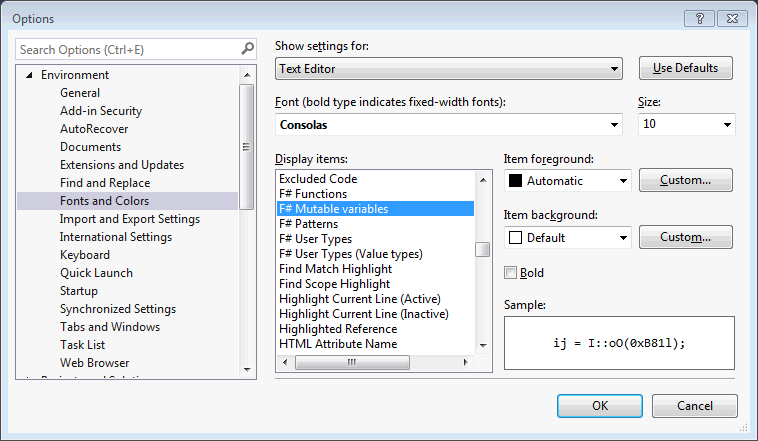 Options
Search Options (Ctrl+E)
Environment
General
Add-in Security
AutoRecover
Documents
Extensions and Updates
Find and Replace
Fonts and Colors
Import and Export Settings
International Settings
Keyboard
Quick Launch
Startup
Synchronized Settings
Tabs and Windows
Task List
Web Browser
Show settings for:
Text Editor
Use Defaults
Font (bold type indicates fixed-width fonts):
Size:
Consolas
10
Display items:
Excluded Code
F# Functions
F# Mutable variables
F# Patterns
F# User Types
F# User Types (Value types)
Find Match Highlight
Find Scope Highlight
Highlight Current Line (Active)
Highlight Current Line (Inactive)
Highlighted Reference
HTML Attribute Name
Item foreground:
Automatic
Custom...
Item background:
Default
Custom...
Bold
Sample:
ij = I::oO(0xB81l);
OK
Cancel